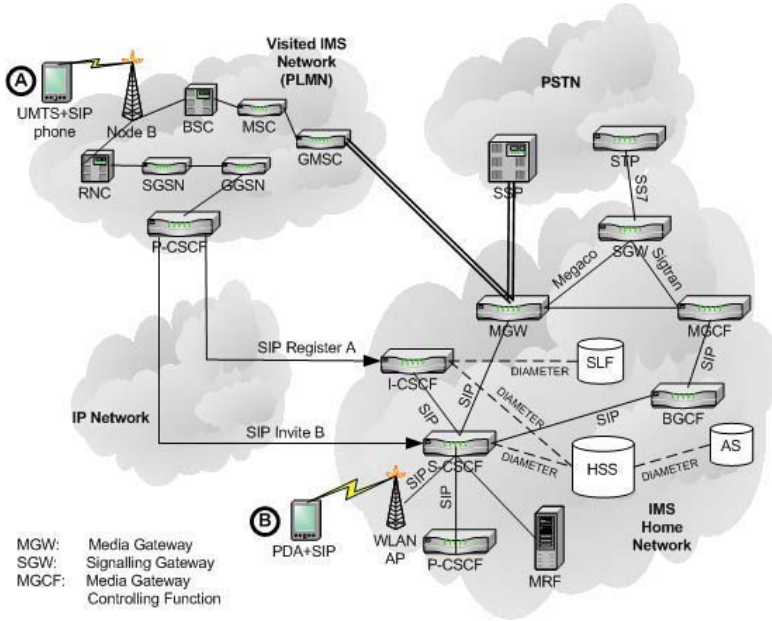 Visited IMS
Network
(PLMN)
PSTN
A
UMTS+SIP
phone
Node B
BSC
MSC
GMSC
RNC
SGSN
GGSN
P-CSCF
SSP
STP
SS7
SGW
Megaco
Sigtran
MGW
MGCF
SIP Register A
I-CSCF
DIAMETER
SLF
SIP
SIP
SIP
DIAMETER
BGCF
SIP
IP Network
SIP Invite B
S-CSCF
DIAMETER
HSS
DIAMETER
AS
SIP
SIP
B
PDA+SIP
WLAN
AP
P-CSCF
MRF
IMS
Home
Network
MGW: Media Gateway
SGW: Signalling Gateway
MGCF: Media Gateway
Controlling Function